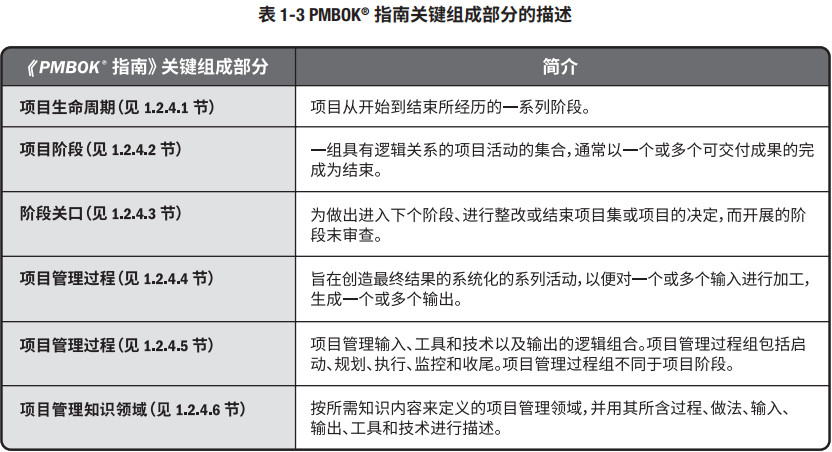 表 1-3 PMBOK® 指南关键组成部分的描述
《PMBOK® 指南》关键组成部分
简介
项目生命周期（见 1.2.4.1 节）
项目从开始到结束所经历的一系列阶段。
项目阶段（见 1.2.4.2 节）
一组具有逻辑关系的项目活动的集合，通常以一个或多个可交付成果的完
成为结束。
阶段关口（见 1.2.4.3 节）
为做出进入下个阶段、进行整改或结束项目集或项目的决定，而开展的阶
段末审查。
项目管理过程（见 1.2.4.4 节）
旨在创造最终结果的系统化的系列活动，以便对一个或多个输入进行加工，
生成一个或多个输出。
项目管理过程（见 1.2.4.5 节）
项目管理输入、工具和技术以及输出的逻辑组合。项目管理过程组包括启
动、规划、执行、监控和收尾。项目管理过程组不同于项目阶段。
项目管理知识领域（见 1.2.4.6 节）
按所需知识内容来定义的项目管理领域，并用其所含过程、做法、输入、
输出、工具和技术进行描述。